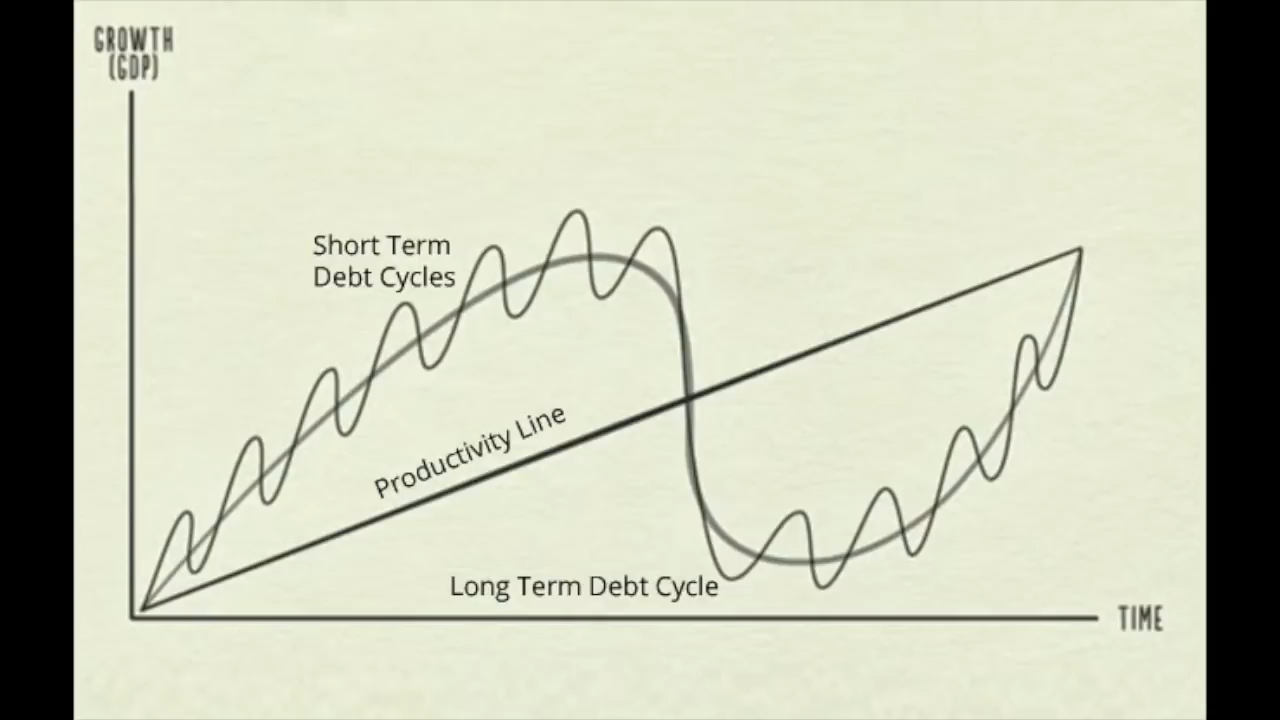 GROWTH
(GDP)
Short Term
Debt Cycles
Productivity Line
Long Term Debt Cycle
TIME